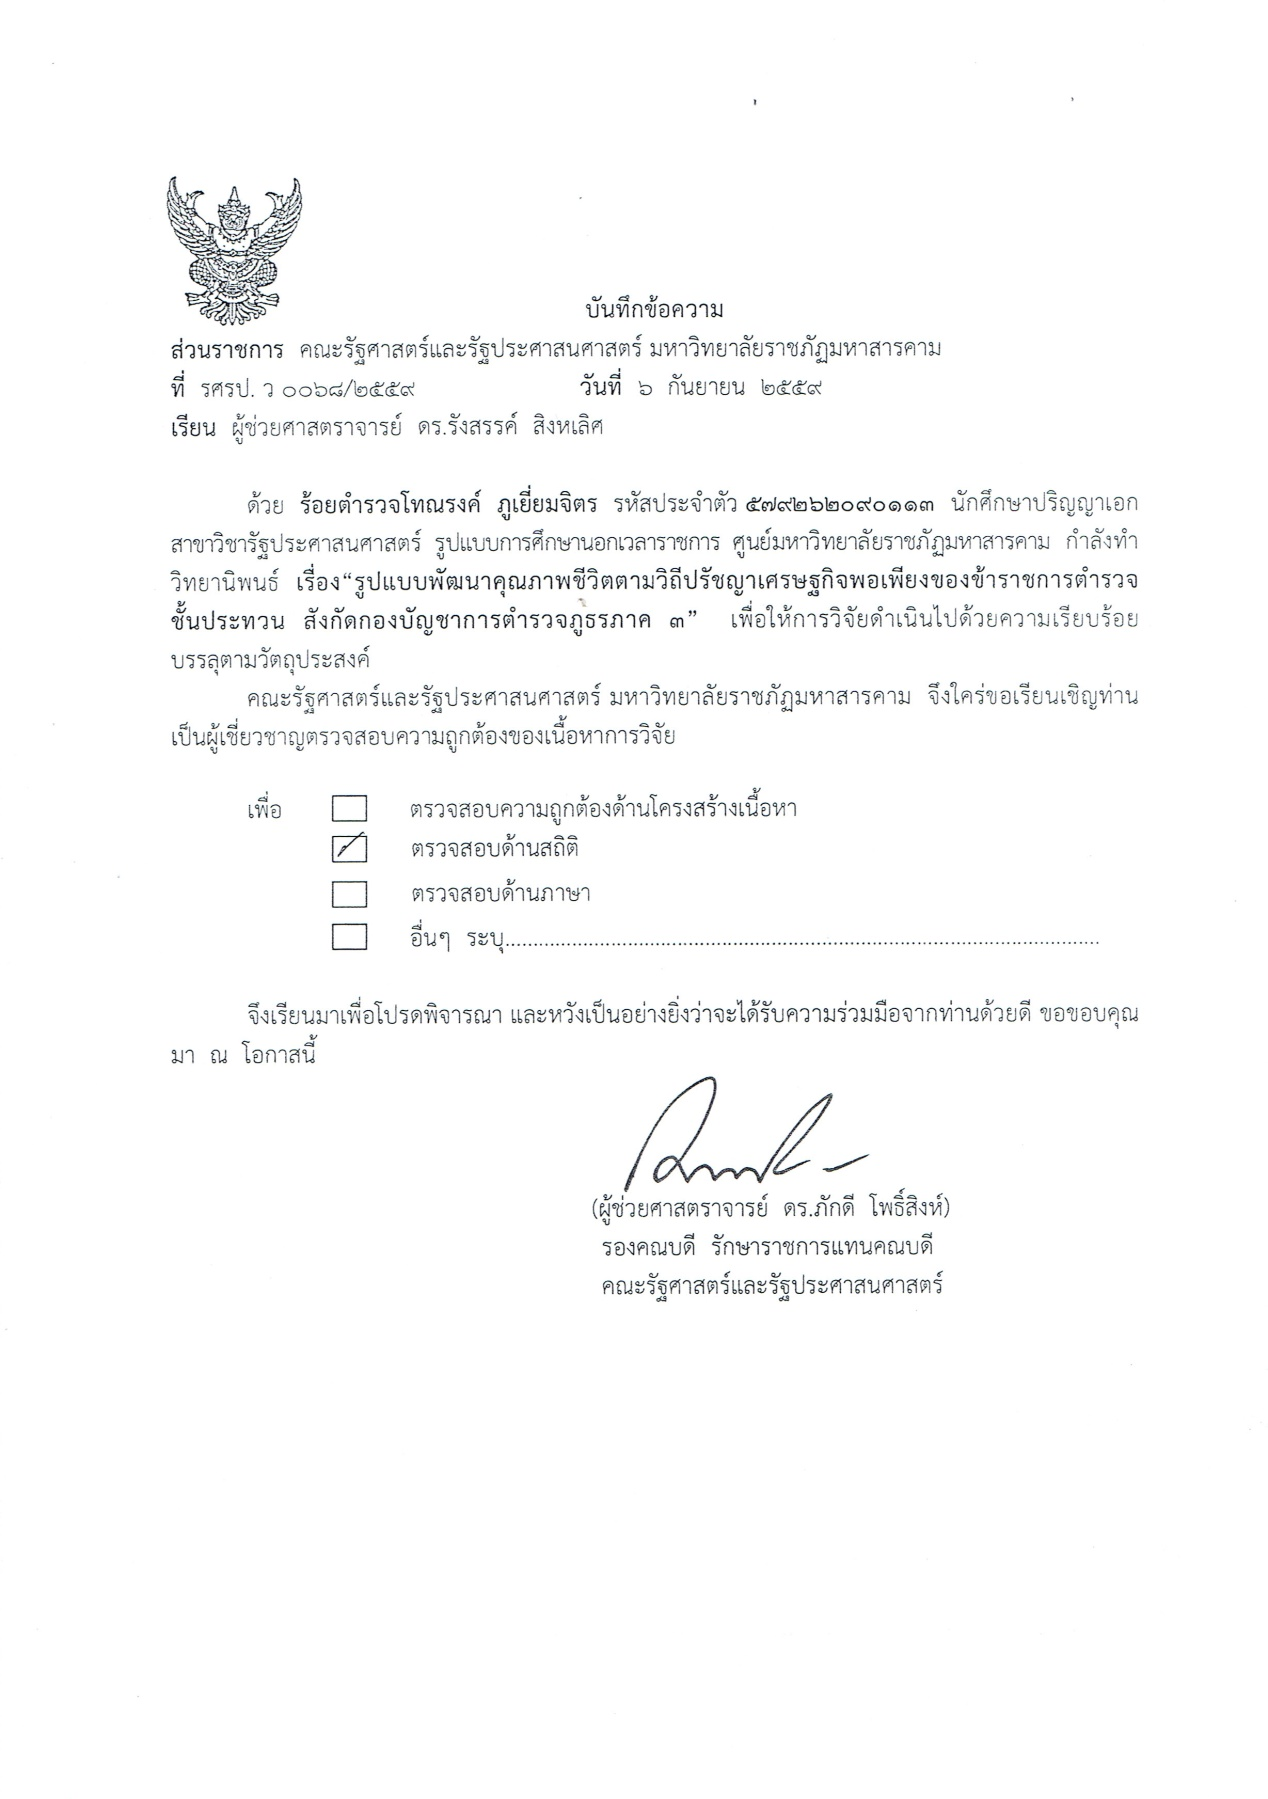 บันทึกข้อความ
ส่วนราชการ คณะรัฐศาสตร์และรัฐประศาสนศาสตร์ มหาวิทยาลัยราชภัฏมหาสารคาม
ที่ รศรป. ว ๐๐๖๘/๒๕๕๙ วันที่ ๖ กันยายน ๒๕๕๙
เรียน ผู้ช่วยศาสตราจารย์ ดร.รังสรรค์ สิงหเลิศ
ด้วย ร้อยตำรวจโทณรงค์ ภูเยี่ยมจิตร รหัสประจำตัว ๕๗๙๒๖๒๐๙๐๑๑๓ นักศึกษาปริญญาเอก
สาขาวิชารัฐประศาสนศาสตร์ รูปแบบการศึกษานอกเวลาราชการ ศูนย์มหาวิทยาลัยราชภัฏมหาสารคาม กำลังทำ
วิทยานิพนธ์ เรื่อง“รูปแบบพัฒนาคุณภาพชีวิตตามวิถีปรัชญาเศรษฐกิจพอเพียงของข้าราชการตำรวจ
ชั้นประทวน สังกัดกองบัญชาการตำรวจภูธรภาค ๓” เพื่อให้การวิจัยดำเนินไปด้วยความเรียบร้อย
บรรลุตามวัตถุประสงค์
คณะรัฐศาสตร์และรัฐประศาสนศาสตร์ มหาวิทยาลัยราชภัฏมหาสารคาม จึงใคร่ขอเรียนเชิญท่าน
เป็นผู้เชี่ยวชาญตรวจสอบความถูกต้องของเนื้อหาการวิจัย
เพื่อ ตรวจสอบความถูกต้องด้านโครงสร้างเนื้อหา
ตรวจสอบด้านสถิติ
ตรวจสอบด้านภาษา
อื่นๆ ระบุ............................................................................................................
จึงเรียนมาเพื่อโปรดพิจารณา และหวังเป็นอย่างยิ่งว่าจะได้รับความร่วมมือจากท่านด้วยดี ขอขอบคุณ
มา ณ โอกาสนี้
(ผู้ช่วยศาสตราจารย์ ดร.ภักดี โพธิ์สิงห์)
รองคณบดี รักษาราชการแทนคณบดี
คณะรัฐศาสตร์และรัฐประศาสนศาสตร์